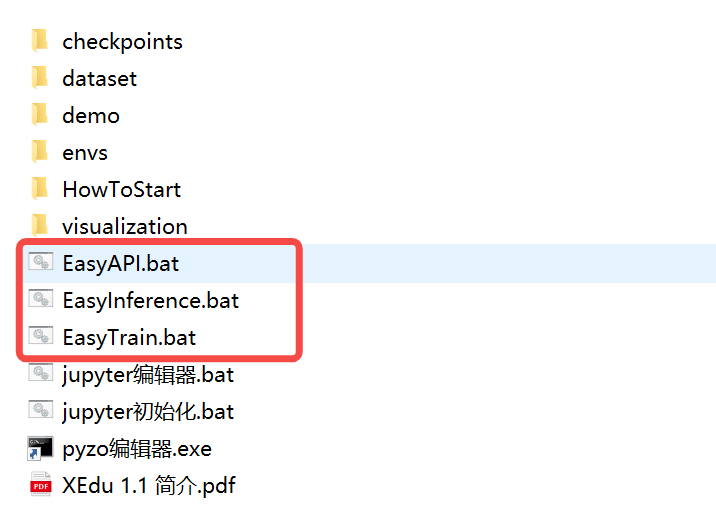 checkpoints
dataset
demo
envs
HowToStart
visualization
EasyAPI.bat
EasyInference.bat
EasyTrain.bat
jupyter编辑器.bat
jupyter初始化.bat
pyzo编辑器.exe
PDF XEdu 1.1 简介.pdf